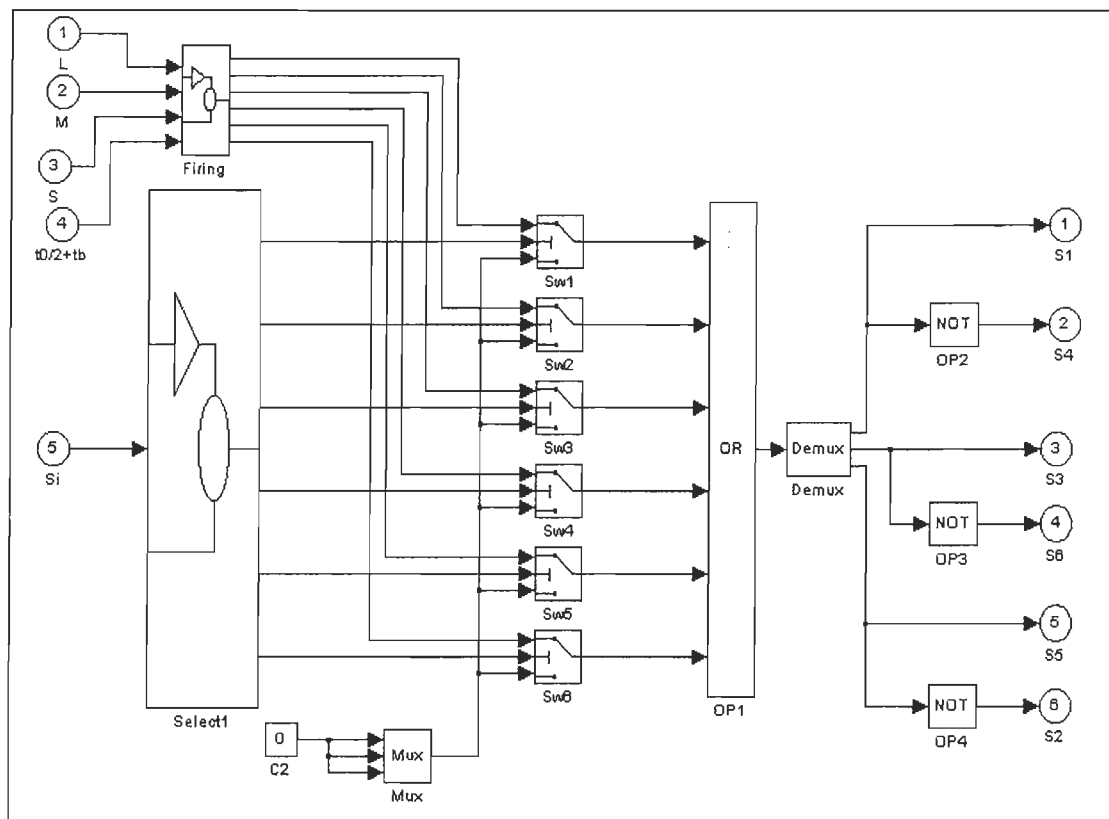 1
L
2
M
3
S
4
t0/2+tb
Firing
5
Si
Select1
0
C2
Mux
Mux
Sw1
Sw2
Sw3
Sw4
Sw5
Sw6
OR
OP1
Demux
Demux
1
S1
NOT
OP2
2
S4
3
S3
NOT
OP3
4
S6
5
S5
NOT
OP4
6
S2